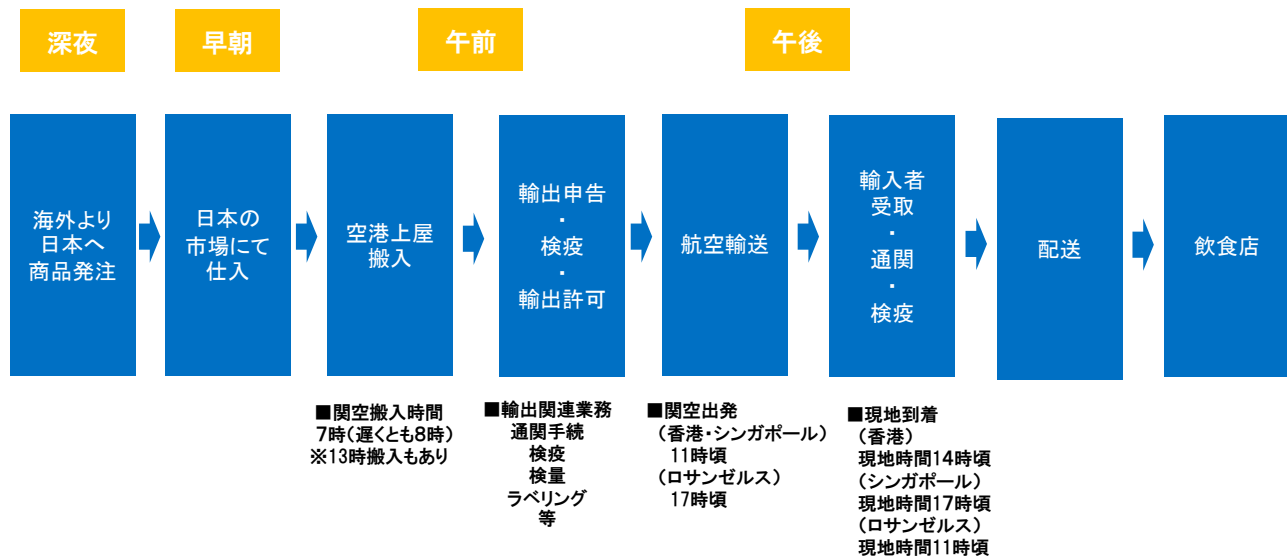 深夜
早朝
午前
午後
海外より
日本へ
商品発注
日本の
市場にて
仕入
空港上屋
搬入
輸出申告
・
検疫
・
輸出許可
航空輸送
輸入者
受取
・
通関
・
検疫
配送
飲食店
■関空搬入時間
7時(遅くとも8時)
※13時搬入もあり
■輸出関連業務
通関手続
検疫
検量
ラベリング
等
■関空出発
(香港・シンガポール)
11時頃
(ロサンゼルス)
17時頃
■現地到着
(香港)
現地時間14時頃
(シンガポール)
現地時間17時頃
(ロサンゼルス)
現地時間11時頃